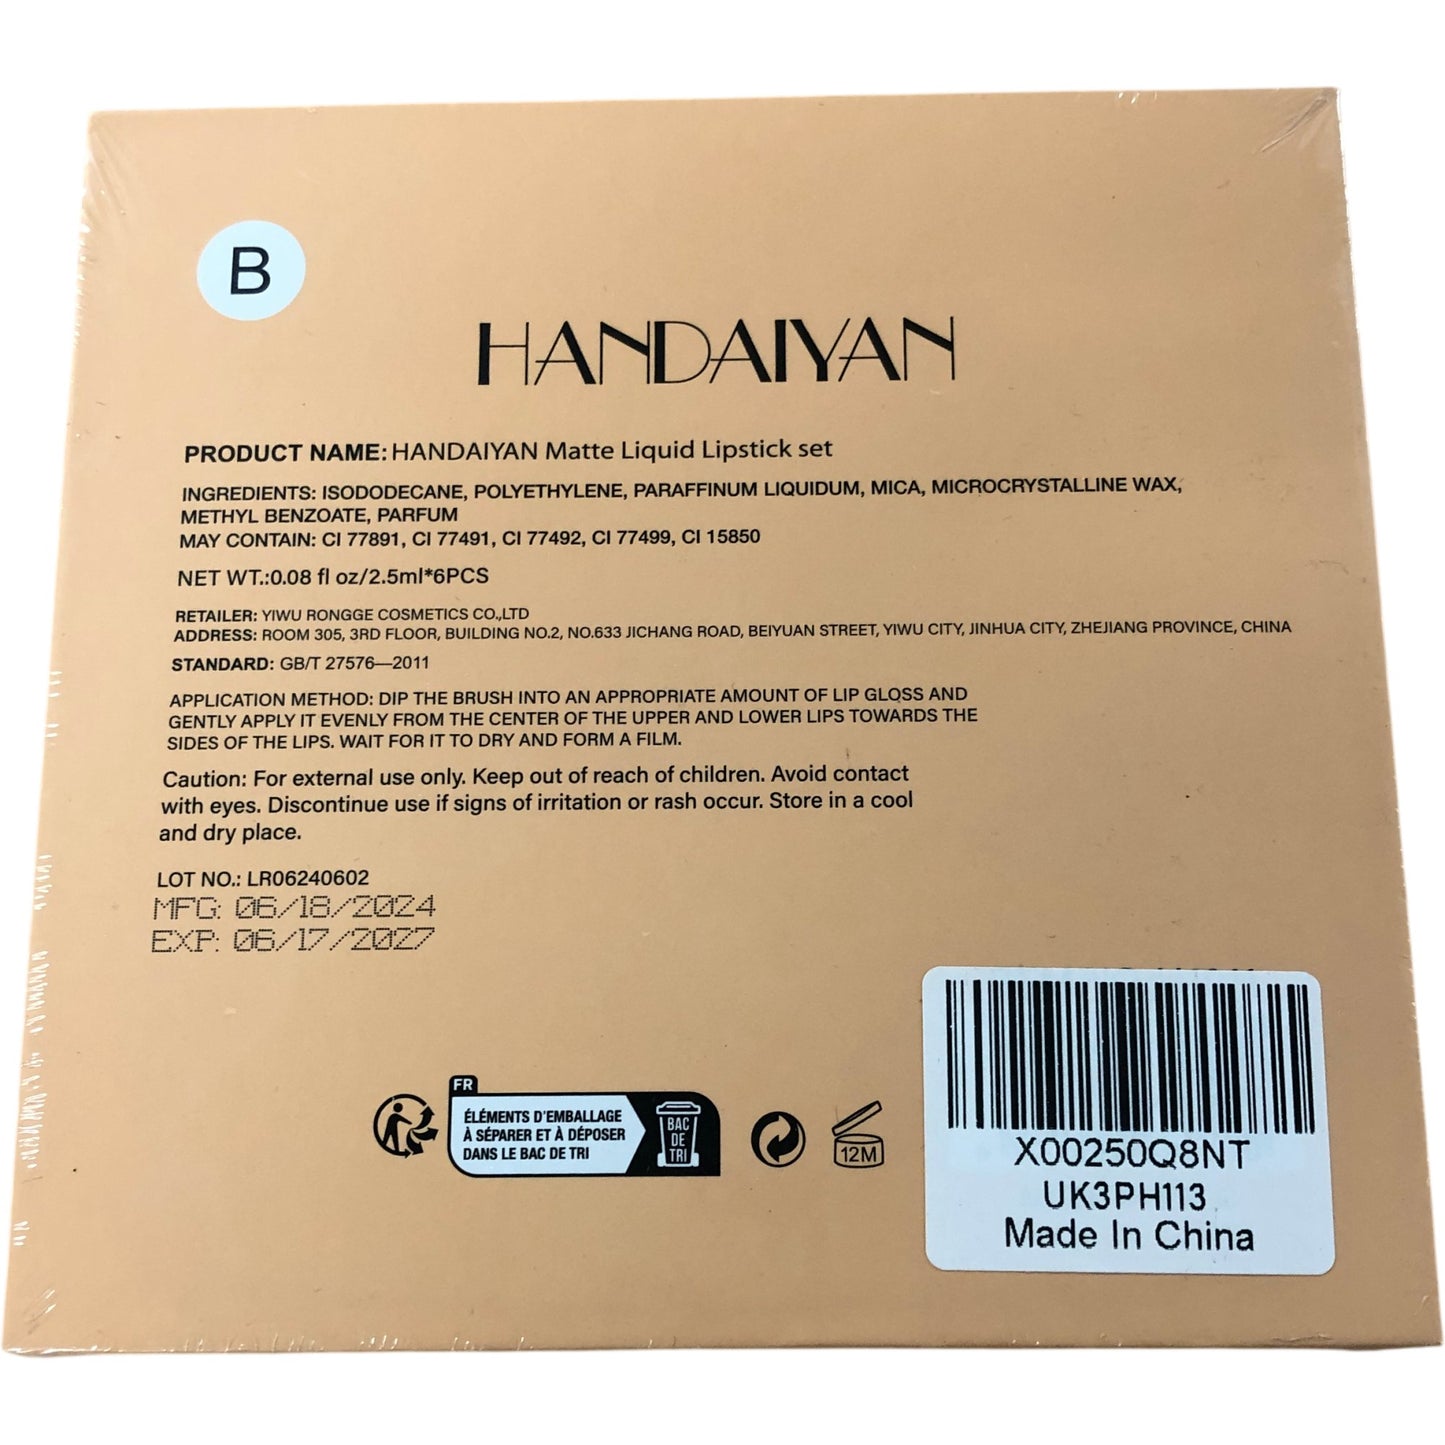 B
HANDAIYAN
PRODUCT NAME: HANDAIYAN Matte Liquid Lipstick set
INGREDIENTS: ISODODECANE, POLYETHYLENE, PARAFFINUM LIQUIDUM, MICA, MICROCRYSTALLINE WAX,
METHYL BENZOATE, PARFUM
MAY CONTAIN: CI 77891, CI 77491, CI 77492, CI 77499, CI 15850
NET WT.:0.08 fl oz/2.5ml*6PCS
RETAILER: YIWU RONGGE COSMETICS CO.,LTD
ADDRESS: ROOM 305, 3RD FLOOR, BUILDING NO.2, NO.633 JICHANG ROAD, BEIYUAN STREET, YIWU CITY, JINHUA CITY, ZHEJIANG PROVINCE, CHINA
STANDARD: GB/T 27576—2011
APPLICATION METHOD: DIP THE BRUSH INTO AN APPROPRIATE AMOUNT OF LIP GLOSS AND
GENTLY APPLY IT EVENLY FROM THE CENTER OF THE UPPER AND LOWER LIPS TOWARDS THE
SIDES OF THE LIPS. WAIT FOR IT TO DRY AND FORM A FILM.
Caution: For external use only. Keep out of reach of children. Avoid contact
with eyes. Discontinue use if signs of irritation or rash occur. Store in a cool
and dry place.
LOT NO.: LR06240602
MFG: 06/18/2024
EXP: 06/17/2027
FR
ÉLÉMENTS D'EMBALLAGE
À SÉPARER ET À DÉPOSER
DANS LE BAC DE TRI
BAC
DE
TRI
12M
X00250Q8NT
UK3PH113
Made In China